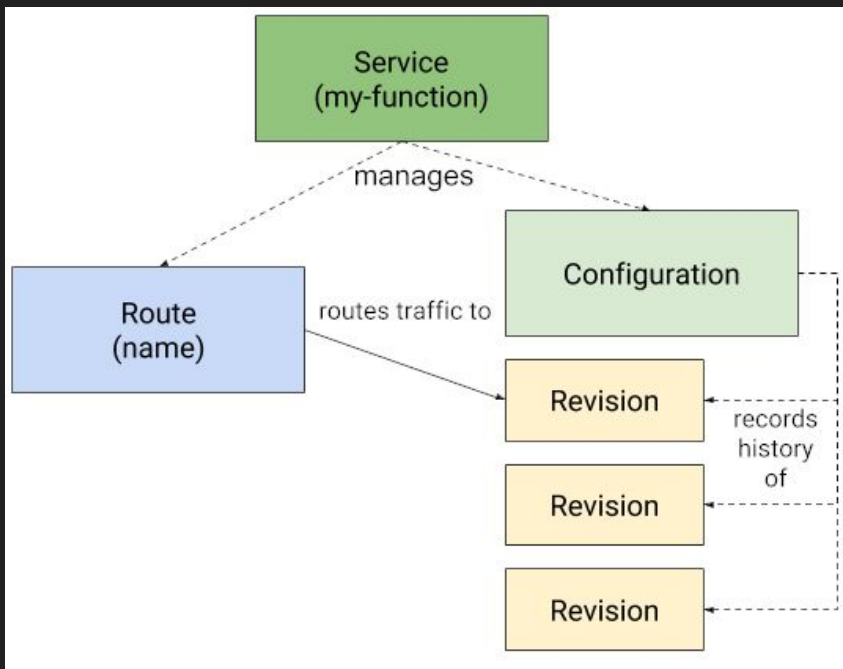 Service
(my-function)
manages
Configuration
Route
(name)
routes traffic to
Revision
records
history
of
Revision
Revision